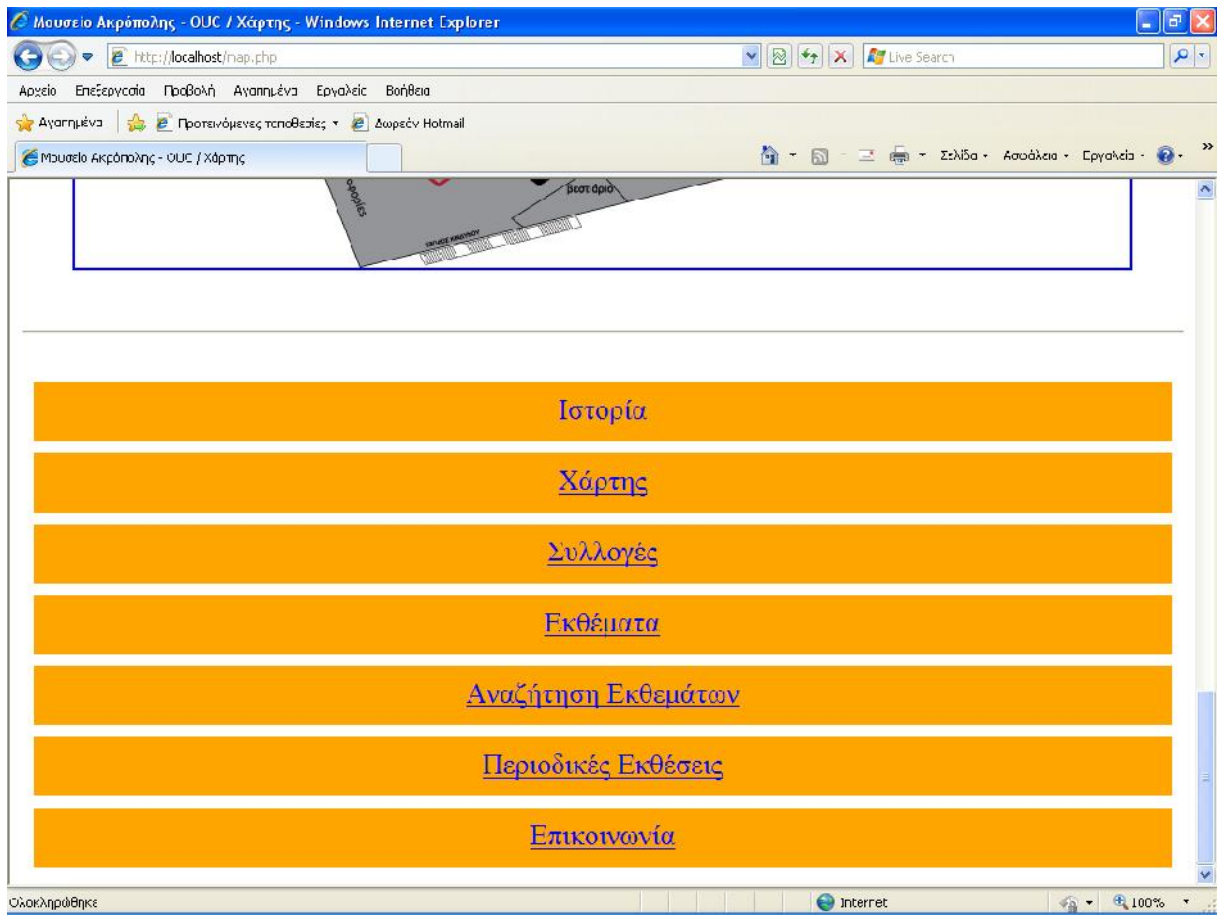 Μουσείο Ακρόπολης - OUC / Χάρτης - Windows Internet Explorer
http://localhost/map.php
Live Search
Αρχείο Επεξεργασία Προβολή Αγαπημένα Εργαλεία Βοήθεια
Αγαπημένα Προτεινόμενες τοποθεσίες Δωρεάν Hotmail
Μουσείο Ακρόπολης - OUC / Χάρτης
Σελίδα Ασφάλεια Εργαλεία
βεστιάριο
Ιστορία
Χάρτης
Συλλογές
Εκθέματα
Αναζήτηση Εκθεμάτων
Περιοδικές Εκθέσεις
Επικοινωνία
Ολοκληρώθηκε
Internet
100%